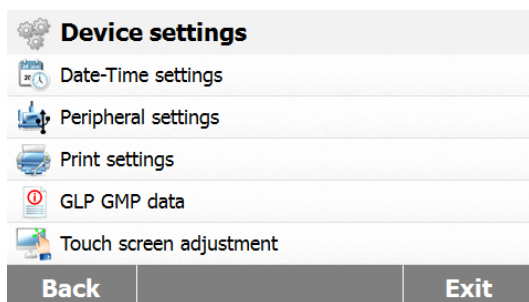 Device settings
Date-Time settings
Peripheral settings
Print settings
GLP GMP data
Touch screen adjustment
Back
Exit